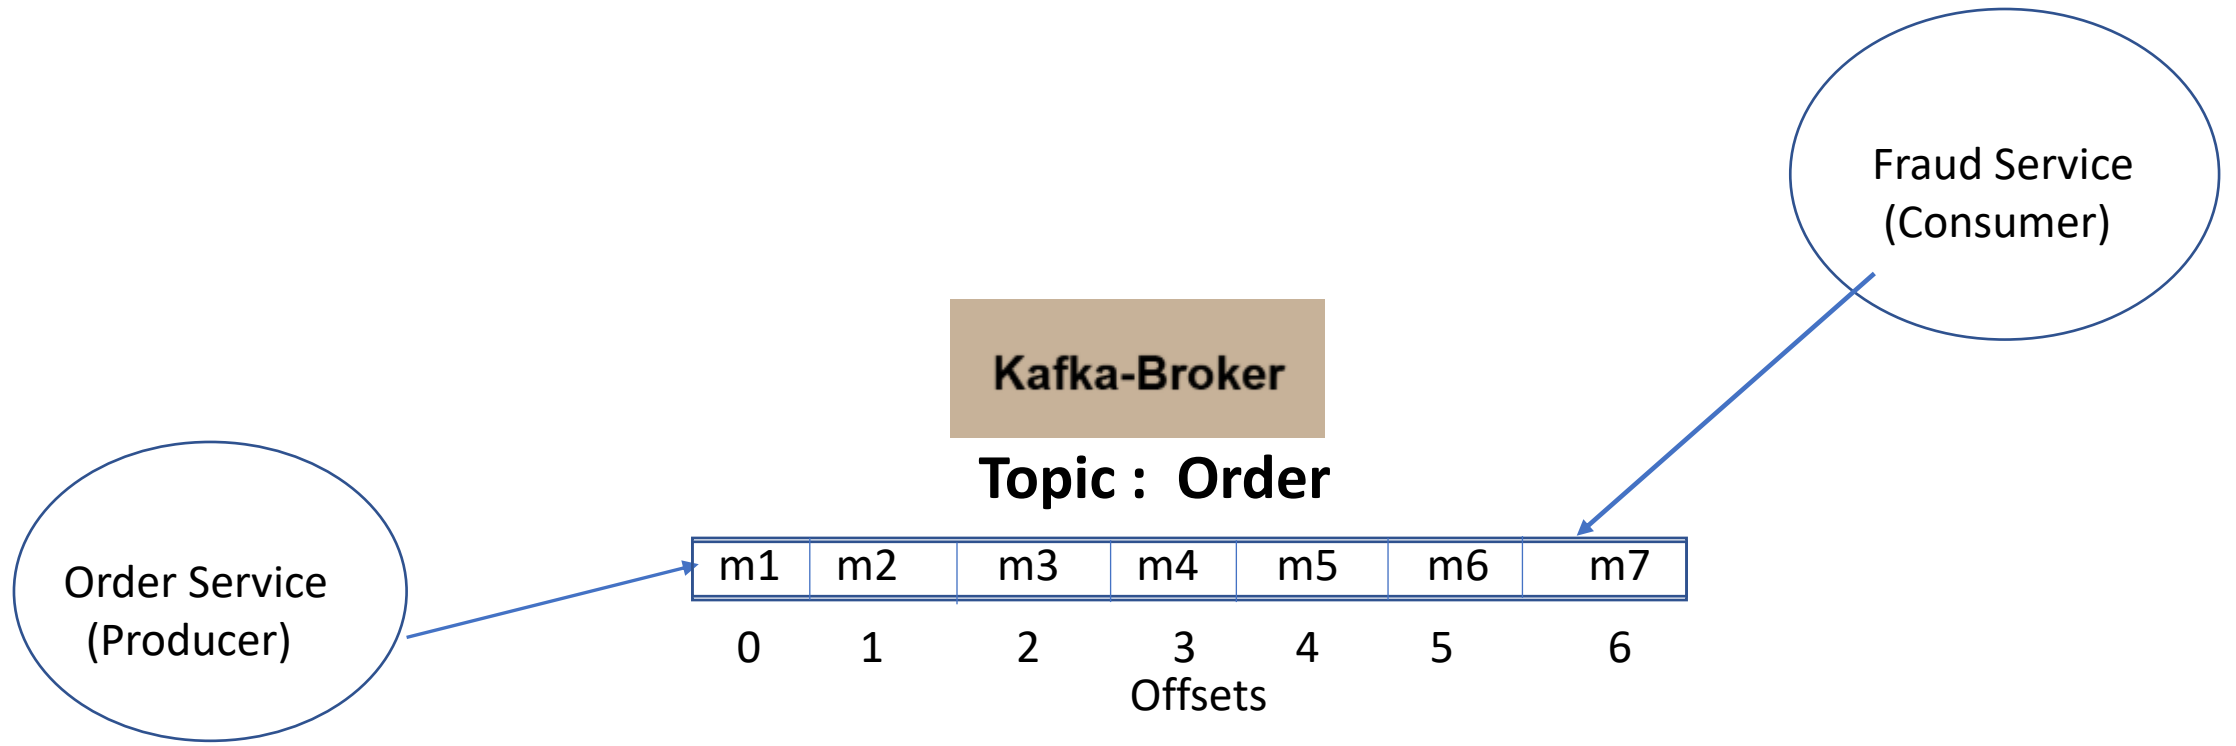 Fraud Service
(Consumer)
Kafka-Broker
Topic : Order
Order Service
(Producer)
m1 m2 m3 m4 m5 m6 m7
0 1 2 3 4 5 6
Offsets